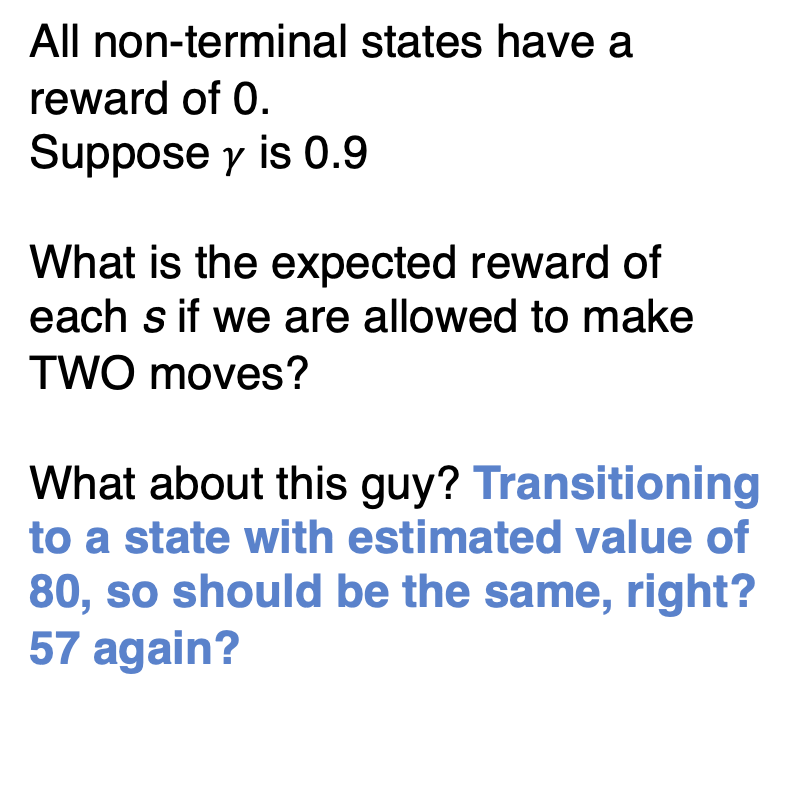 All non-terminal states have a
reward of 0.
Suppose γ is 0.9
What is the expected reward of
each s if we are allowed to make
TWO moves?
What about this guy? Transitioning
to a state with estimated value of
80, so should be the same, right?
57 again?